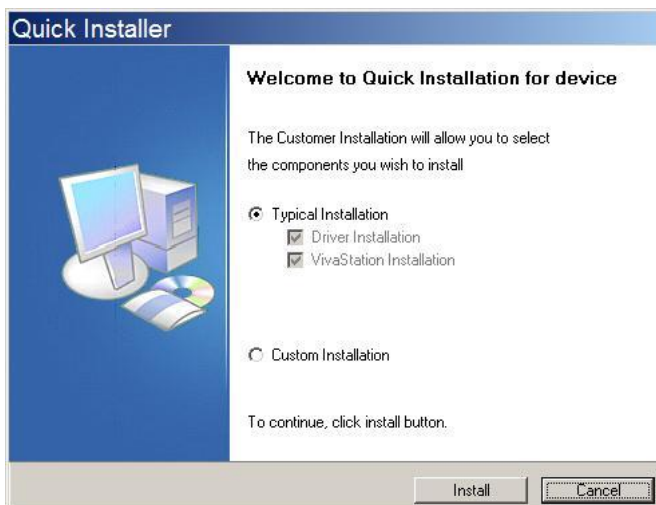 Quick Installer
Welcome to Quick Installation for device
The Customer Installation will allow you to select
the components you wish to install
Typical Installation
Driver Installation
VivaStation Installation
Custom Installation
To continue, click install button.
Install
Cancel